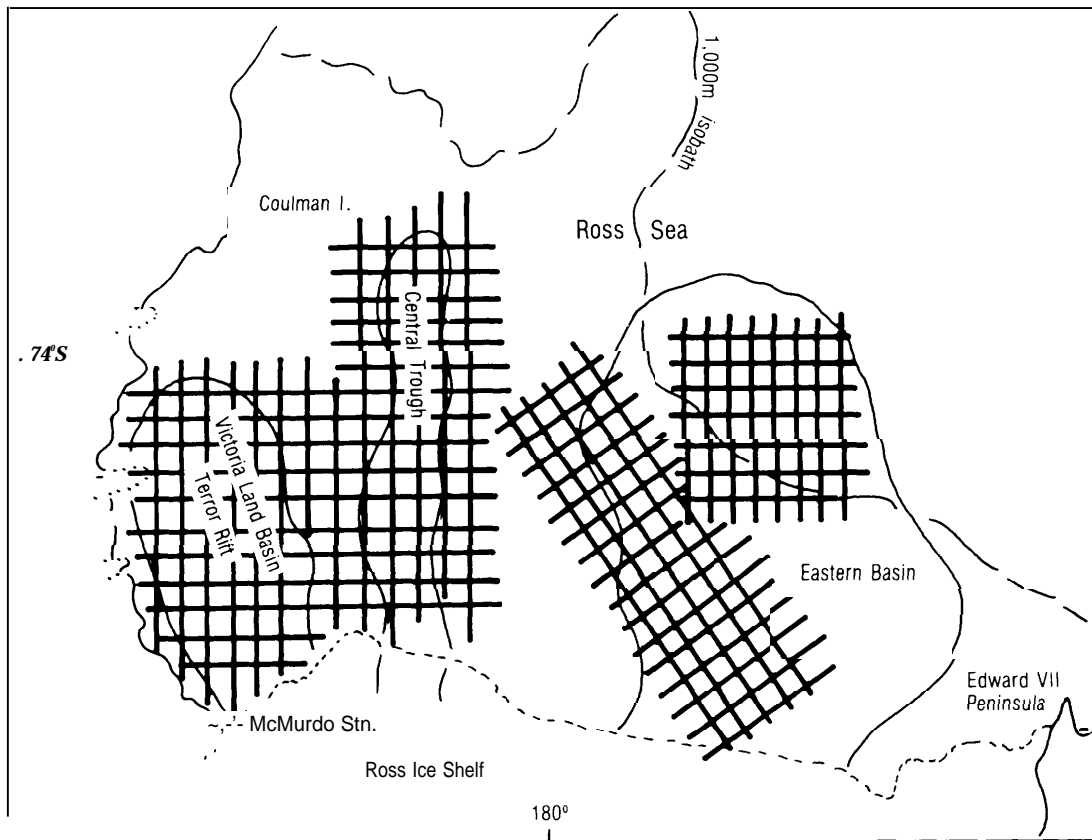 1,000m isobath
Coulman I.
Ross Sea
Central Trough
. 74°S
Victoria Land Basin
Terror Rift
Eastern Basin
Edward VII
Peninsula
McMurdo Stn.
Ross Ice Shelf
180°